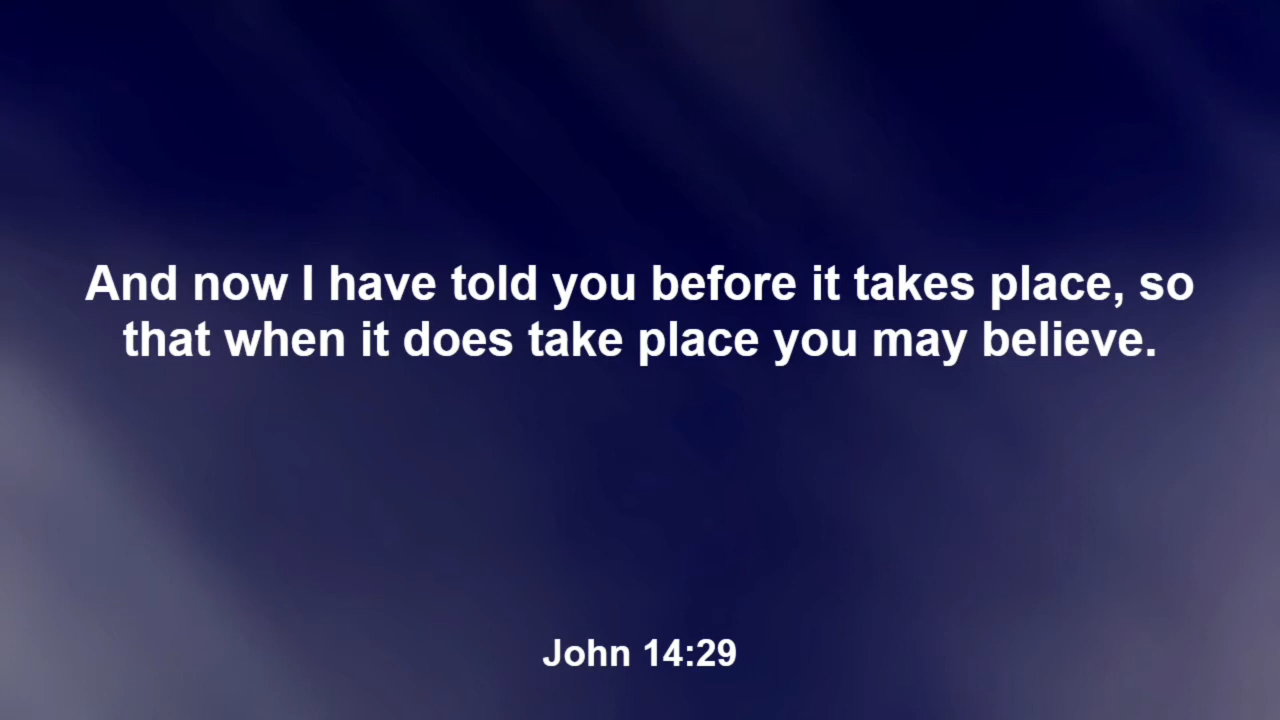 And now I have told you before it takes place, so
that when it does take place you may believe.
John 14:29